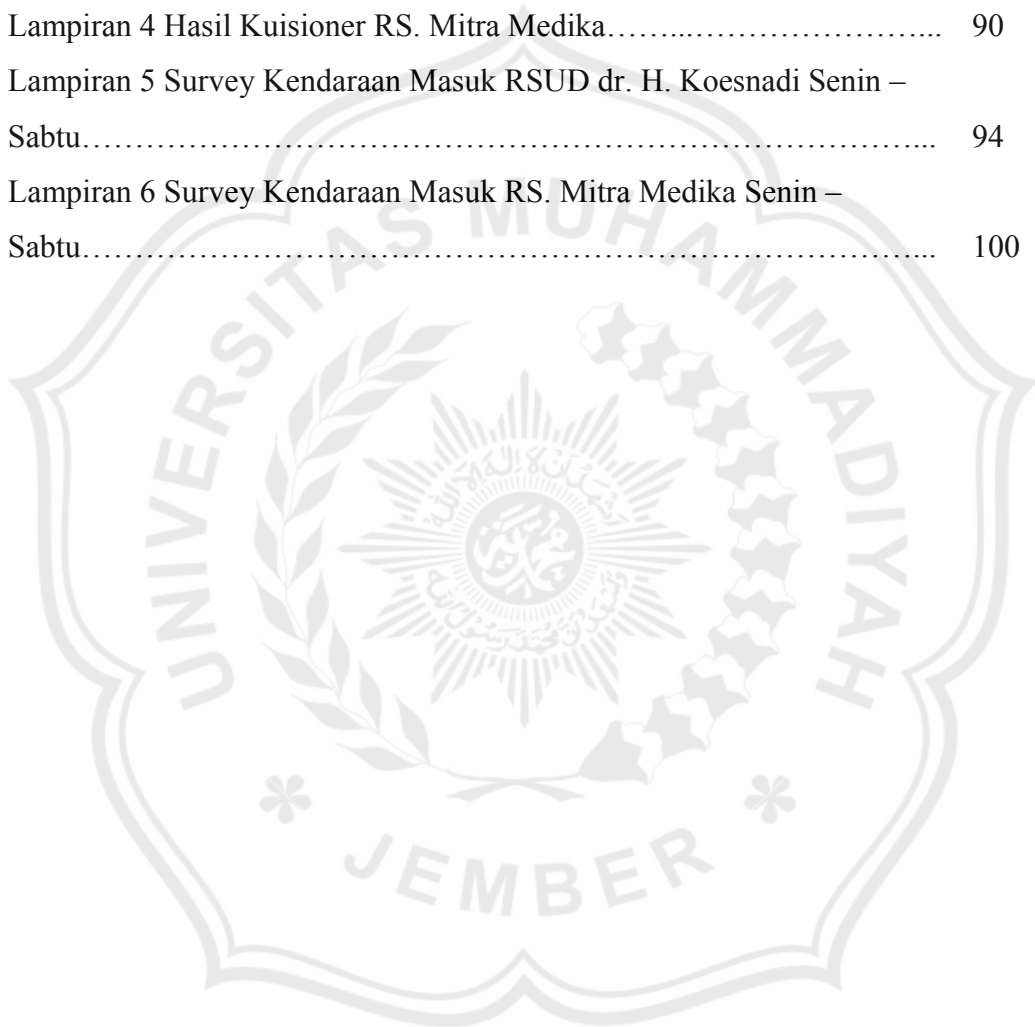 Lampiran 4 Hasil Kuisioner RS. Mitra Medika……...…………………... 90
Lampiran 5 Survey Kendaraan Masuk RSUD dr. H. Koesnadi Senin –
Sabtu………………………………………………………………………... 94
Lampiran 6 Survey Kendaraan Masuk RS. Mitra Medika Senin –
Sabtu………………………………………………………………………... 100
UNIVERSITAS MUHAMMADIYAH
JEMBER